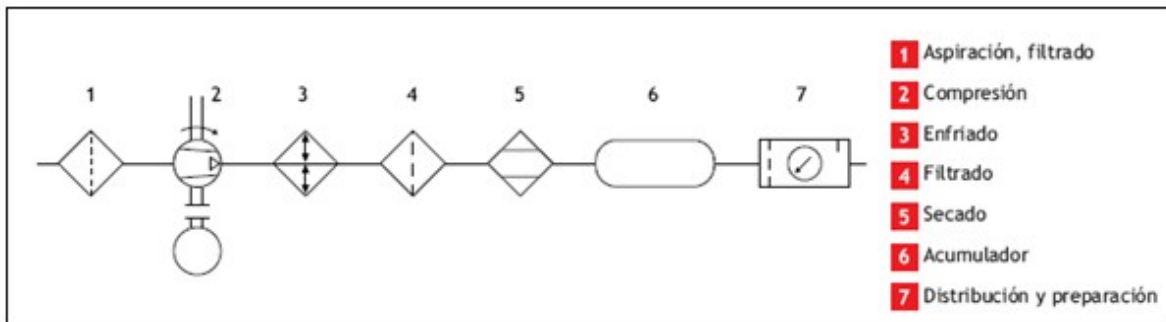 1 2 3 4 5 6 7
1 Aspiración, filtrado
2 Compresión
3 Enfriado
4 Filtrado
5 Secado
6 Acumulador
7 Distribución y preparación